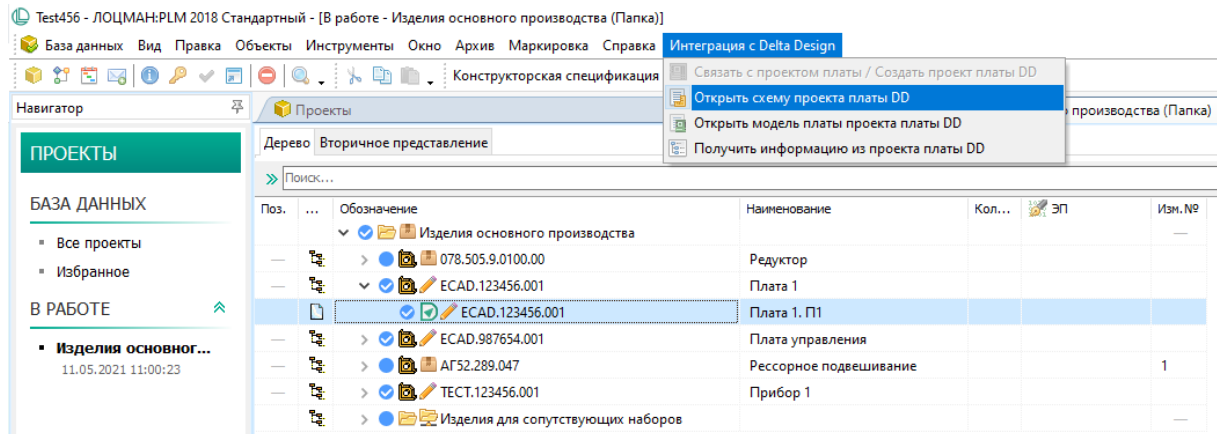 Test456 - ЛОЦМАН:PLM 2018 Стандартный - [В работе - Изделия основного производства (Папка)]
База данных Вид Правка Объекты Инструменты Окно Архив Маркировка Справка Интеграция с Delta Design
Конструкторская спецификация
Связать с проектом платы / Создать проект платы DD
Открыть схему проекта платы DD
Открыть модель платы проекта платы DD
Получить информацию из проекта платы DD
Навигатор
Проекты
производства (Папка)
ПРОЕКТЫ
БАЗА ДАННЫХ
Все проекты
Избранное
В РАБОТЕ
Изделия основног...
11.05.2021 11:00:23
Дерево Вторичное представление
Поиск...
Поз. ... Обозначение Наименование Кол... ЭП Изм. №
Изделия основного производства —
— 078.505.9.0100.00 Редуктор
— ECAD.123456.001 Плата 1
ECAD.123456.001 Плата 1. П1
— ECAD.987654.001 Плата управления
— АГ52.289.047 Рессорное подвешивание 1
— ТЕСТ.123456.001 Прибор 1
Изделия для сопутствующих наборов —